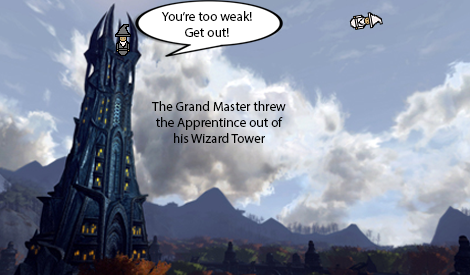 You're too weak!
Get out!
The Grand Master threw
the Apprentince out of
his Wizard Tower